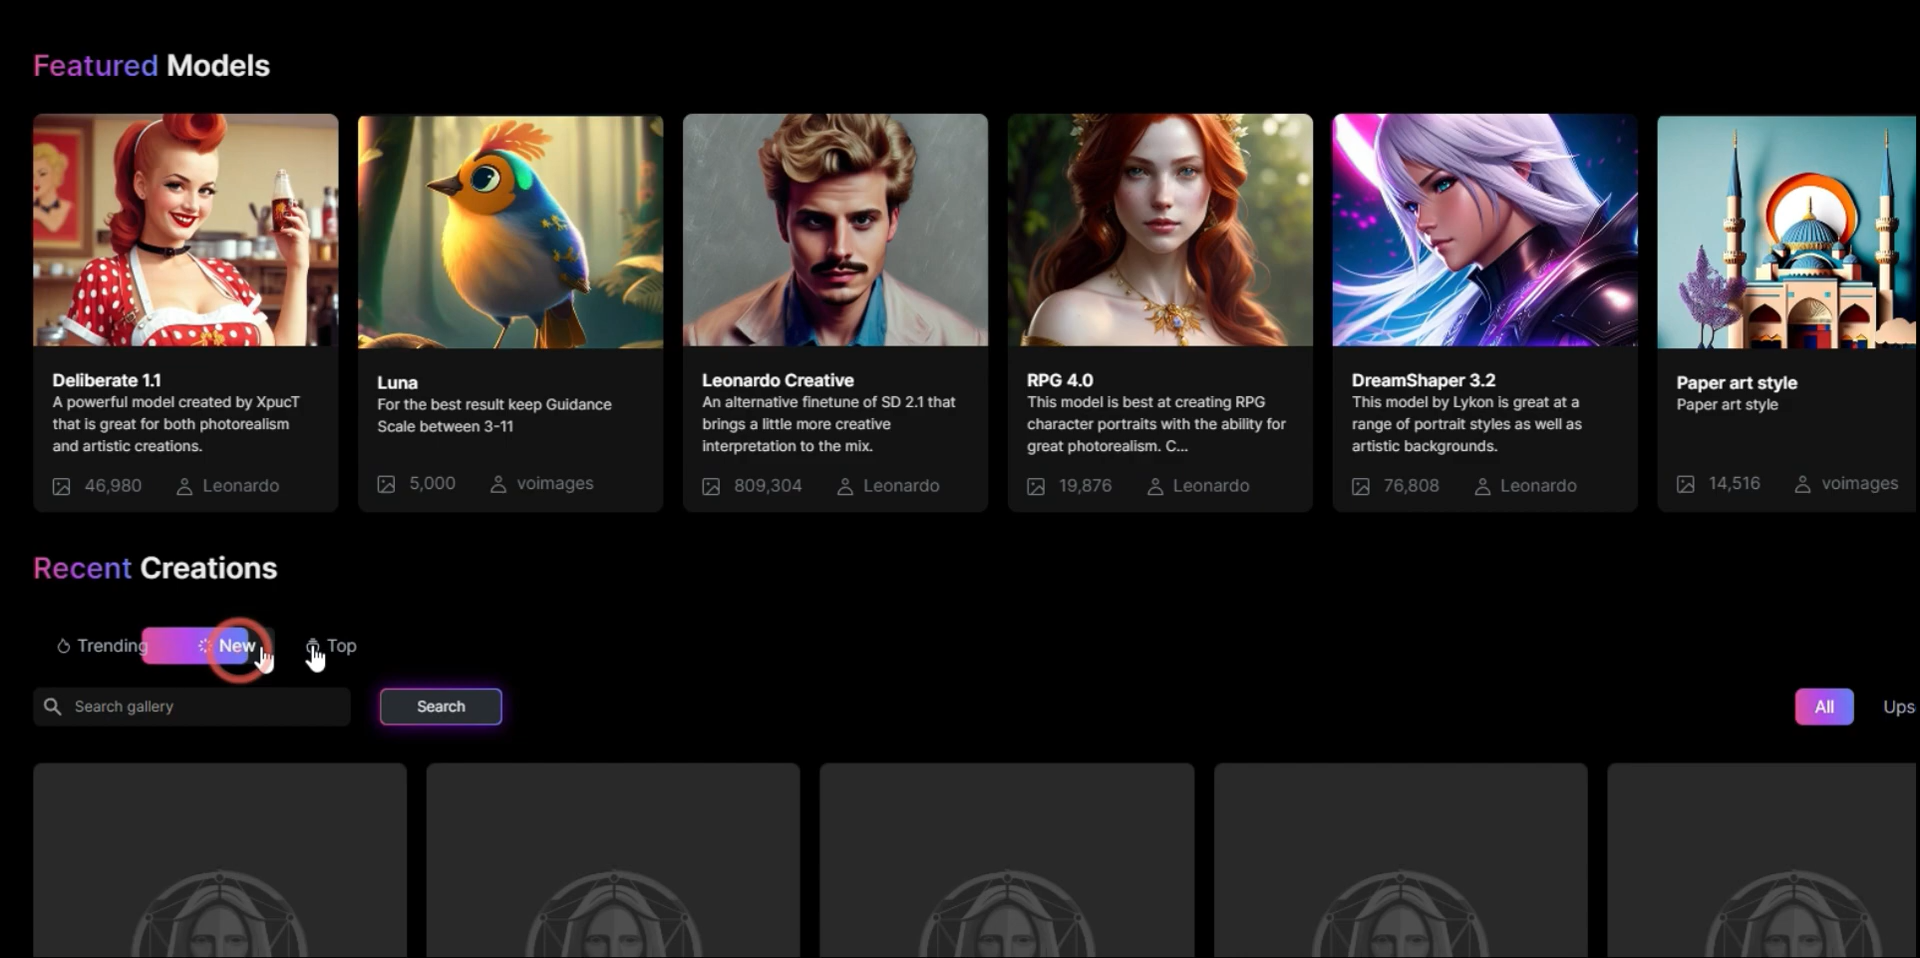 Featured Models
Deliberate 1.1
A powerful model created by XpucT
that is great for both photorealism
and artistic creations.
46,980 Leonardo
Luna
For the best result keep Guidance
Scale between 3-11
5,000 voimages
Leonardo Creative
An alternative finetune of SD 2.1 that
brings a little more creative
interpretation to the mix.
809,304 Leonardo
RPG 4.0
This model is best at creating RPG
character portraits with the ability for
great photorealism. C...
19,876 Leonardo
DreamShaper 3.2
This model by Lykon is great at a
range of portrait styles as well as
artistic backgrounds.
76,808 Leonardo
Paper art style
Paper art style
14,516 voimages
Recent Creations
Trending New Top
Search gallery Search All Ups